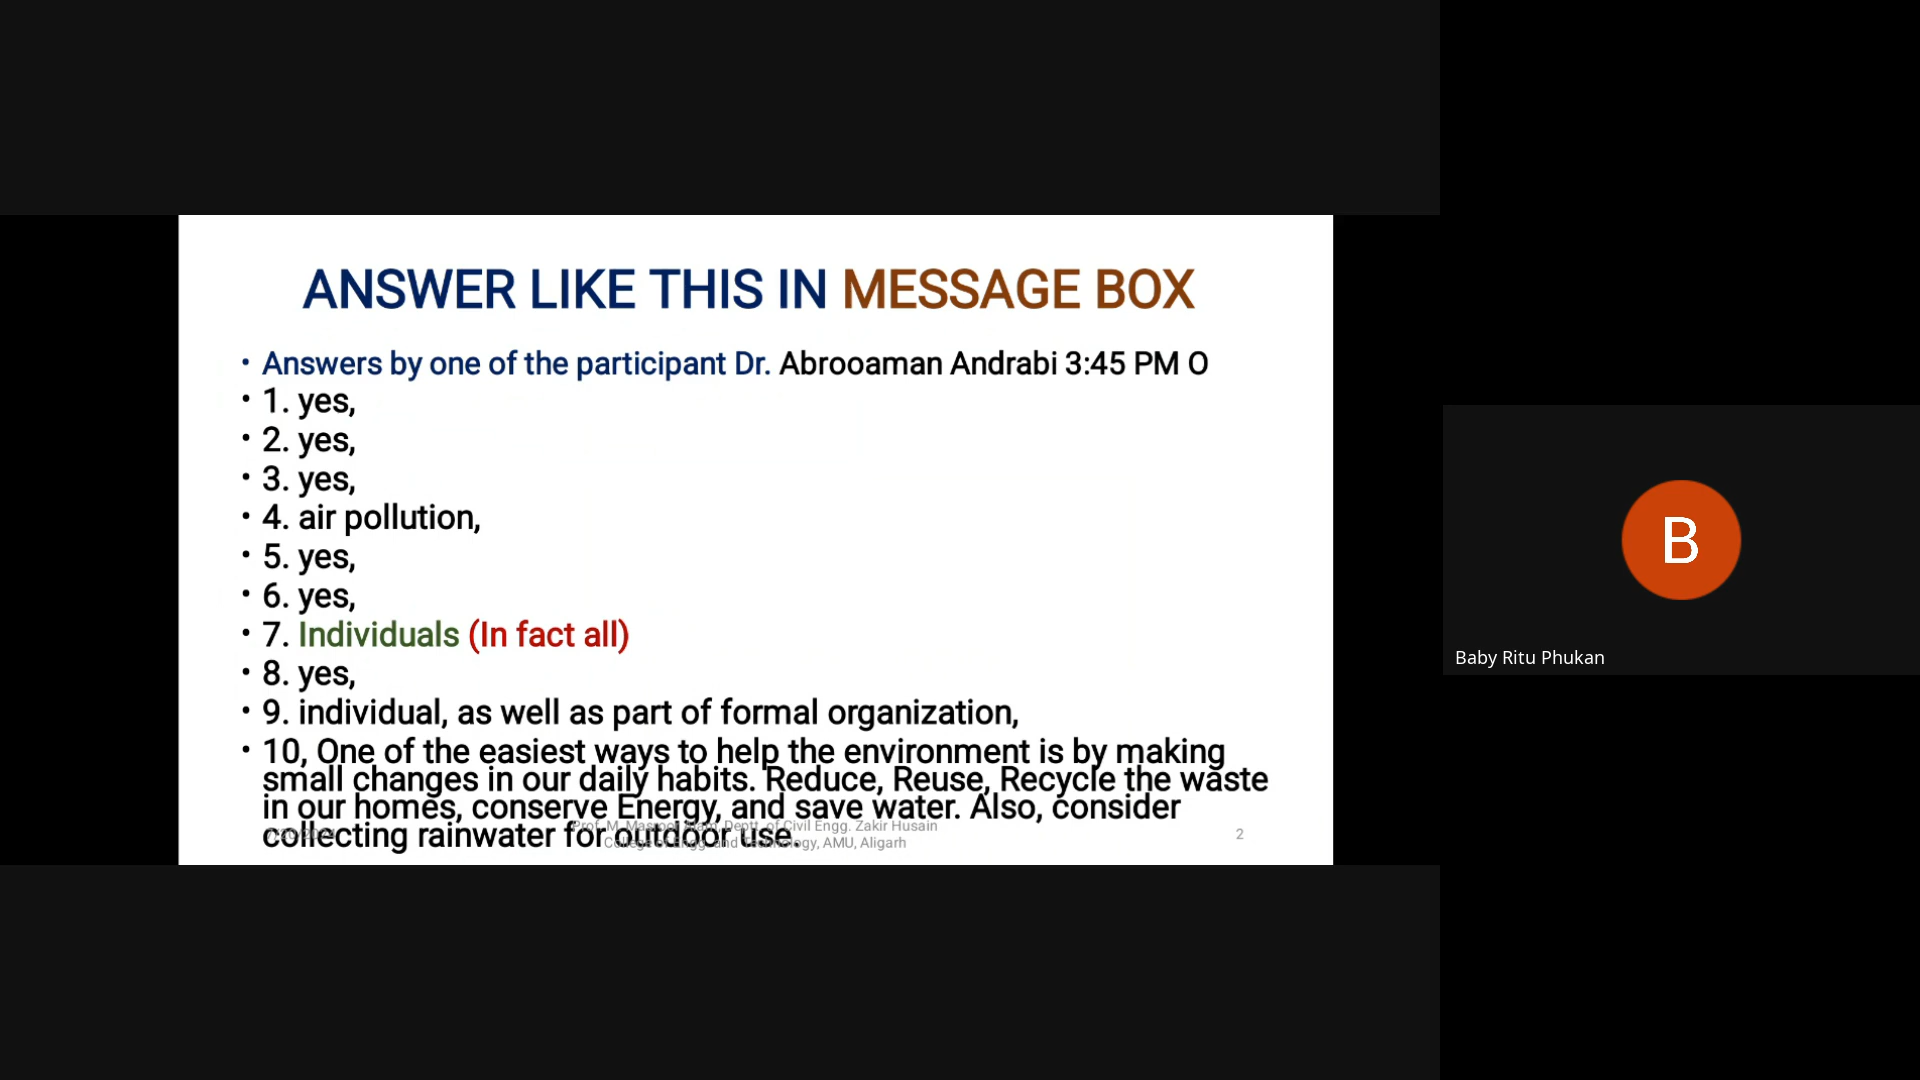 ANSWER LIKE THIS IN MESSAGE BOX
• Answers by one of the participant Dr. Abrooaman Andrabi 3:45 PM O
• 1. yes,
• 2. yes,
• 3. yes,
• 4. air pollution,
• 5. yes,
• 6. yes,
• 7. Individuals (In fact all)
• 8. yes,
• 9. individual, as well as part of formal organization,
• 10, One of the easiest ways to help the environment is by making
small changes in our daily habits. Reduce, Reuse, Recycle the waste
in our homes, conserve Energy, and save water. Also, consider
collecting rainwater for outdoor use.
Prof. M. Deptt. of Civil Engg. Zakir Husain
College of Engg. and Technology, AMU, Aligarh
2
B
Baby Ritu Phukan